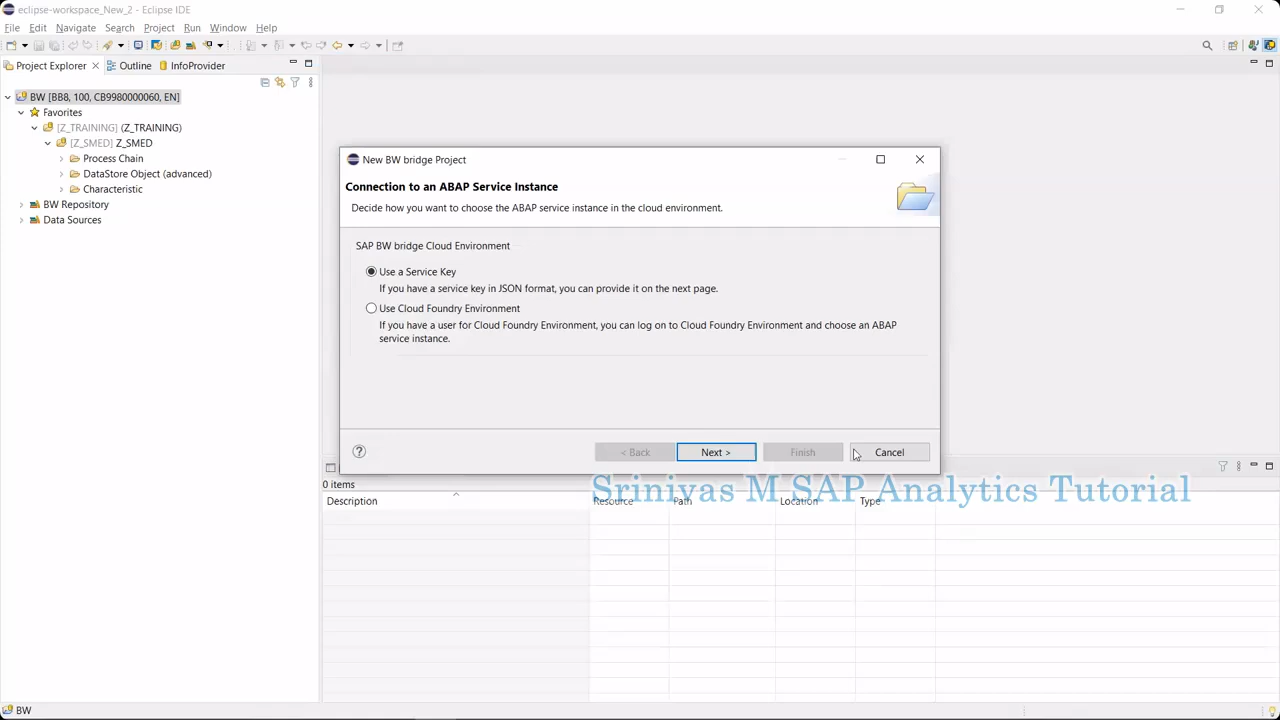 eclipse-workspace_New_2 - Eclipse IDE
File Edit Navigate Search Project Run Window Help
Project Explorer Outline InfoProvider
BW [BB8, 100, CB9980000060, EN]
Favorites
[Z_TRAINING] (Z_TRAINING)
[Z_SMED] Z_SMED
Process Chain
DataStore Object (advanced)
Characteristic
BW Repository
Data Sources
New BW bridge Project
Connection to an ABAP Service Instance
Decide how you want to choose the ABAP service instance in the cloud environment.
SAP BW bridge Cloud Environment
Use a Service Key
If you have a service key in JSON format, you can provide it on the next page.
Use Cloud Foundry Environment
If you have a user for Cloud Foundry Environment, you can log on to Cloud Foundry Environment and choose an ABAP
service instance.
? < Back Next > Finish Cancel
0 items
Srinivas M SAP Analytics Tutorial
Description Resource Path Location Type
BW